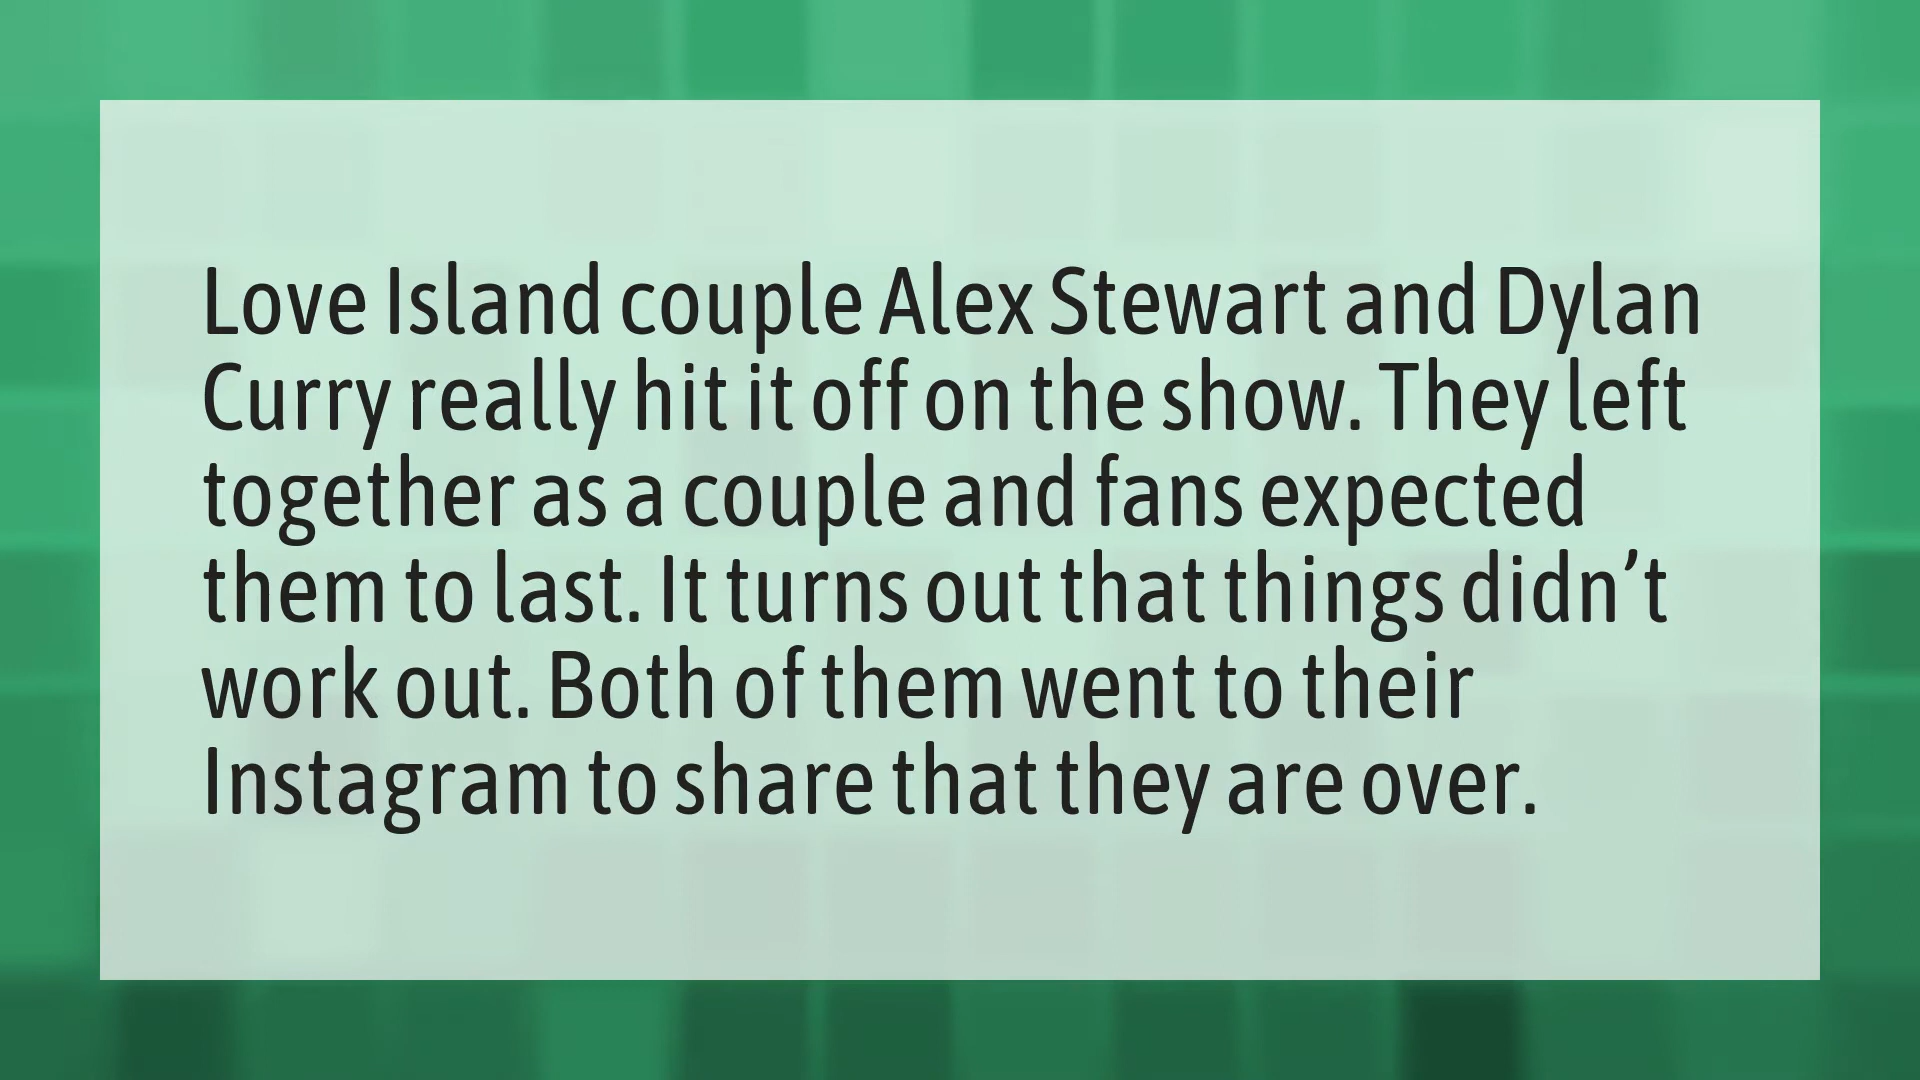 Love Island couple Alex Stewart and Dylan
Curry really hit it off on the show. They left
together as a couple and fans expected
them to last. It turns out that things didn’t
work out. Both of them went to their
Instagram to share that they are over.